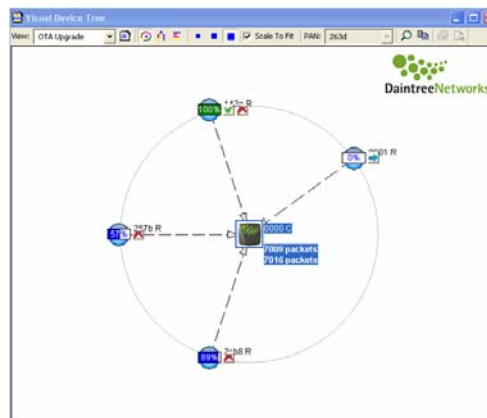 Visual Device Tree
View: OTA Upgrade Scale To Fit PAN: 263d
DaintreeNetworks
100% R
0% 0001 R
0000 C
7009 packets
7016 packets
R
89% R